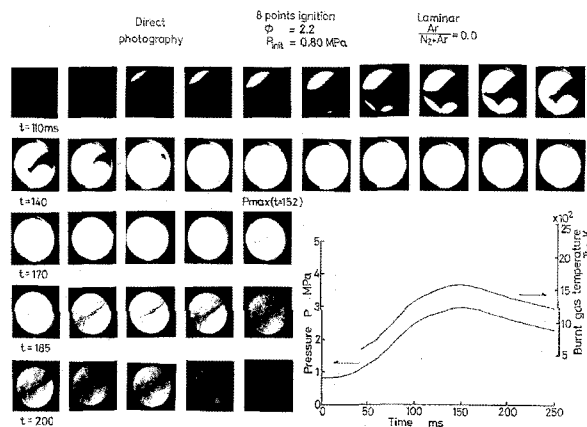 Direct
photography
8 points ignition
Φ = 2.2
Pinit = 0.80 MPa
Laminar
Ar
N2+Ar =0.0
t=110ms
t=140
Pmax(t=152)
t=170
t=185
t=200
Pressure P MPa
5
4
3
2
1
0
0 50 100 150 200 250
Time ms
×10²
25
20
15
10
5
Burnt gas temperature